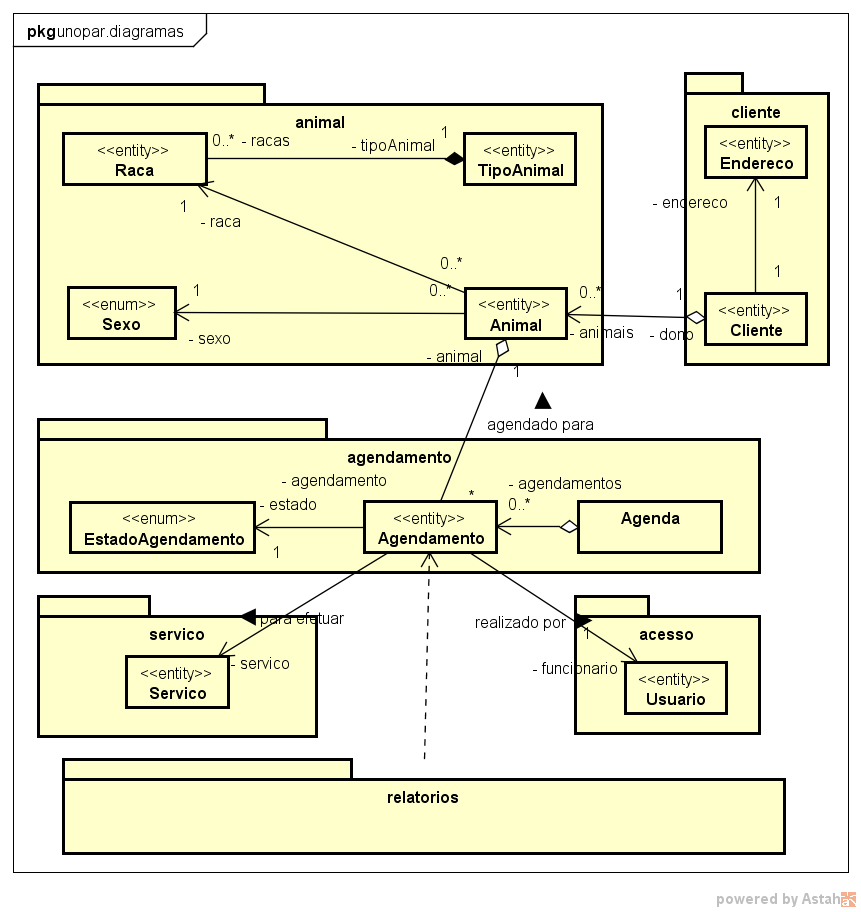 pkg unopar.diagramas
animal
<<entity>>
Raca
0..* - racas
- tipoAnimal
1
<<entity>>
TipoAnimal
1
- raca
0..*
0..*
<<enum>>
Sexo
1
- sexo
<<entity>>
Animal
0..*
- animais
- animal
1
cliente
<<entity>>
Endereco
- endereco
1
1
1
- dono
<<entity>>
Cliente
agendado para
agendamento
- agendamento
- estado
1
<<enum>>
EstadoAgendamento
*
<<entity>>
Agendamento
- agendamentos
0..*
Agenda
servico
para efetuar
- servico
<<entity>>
Servico
realizado por
1
acesso
- funcionario
<<entity>>
Usuario
relatorios
powered by Astah